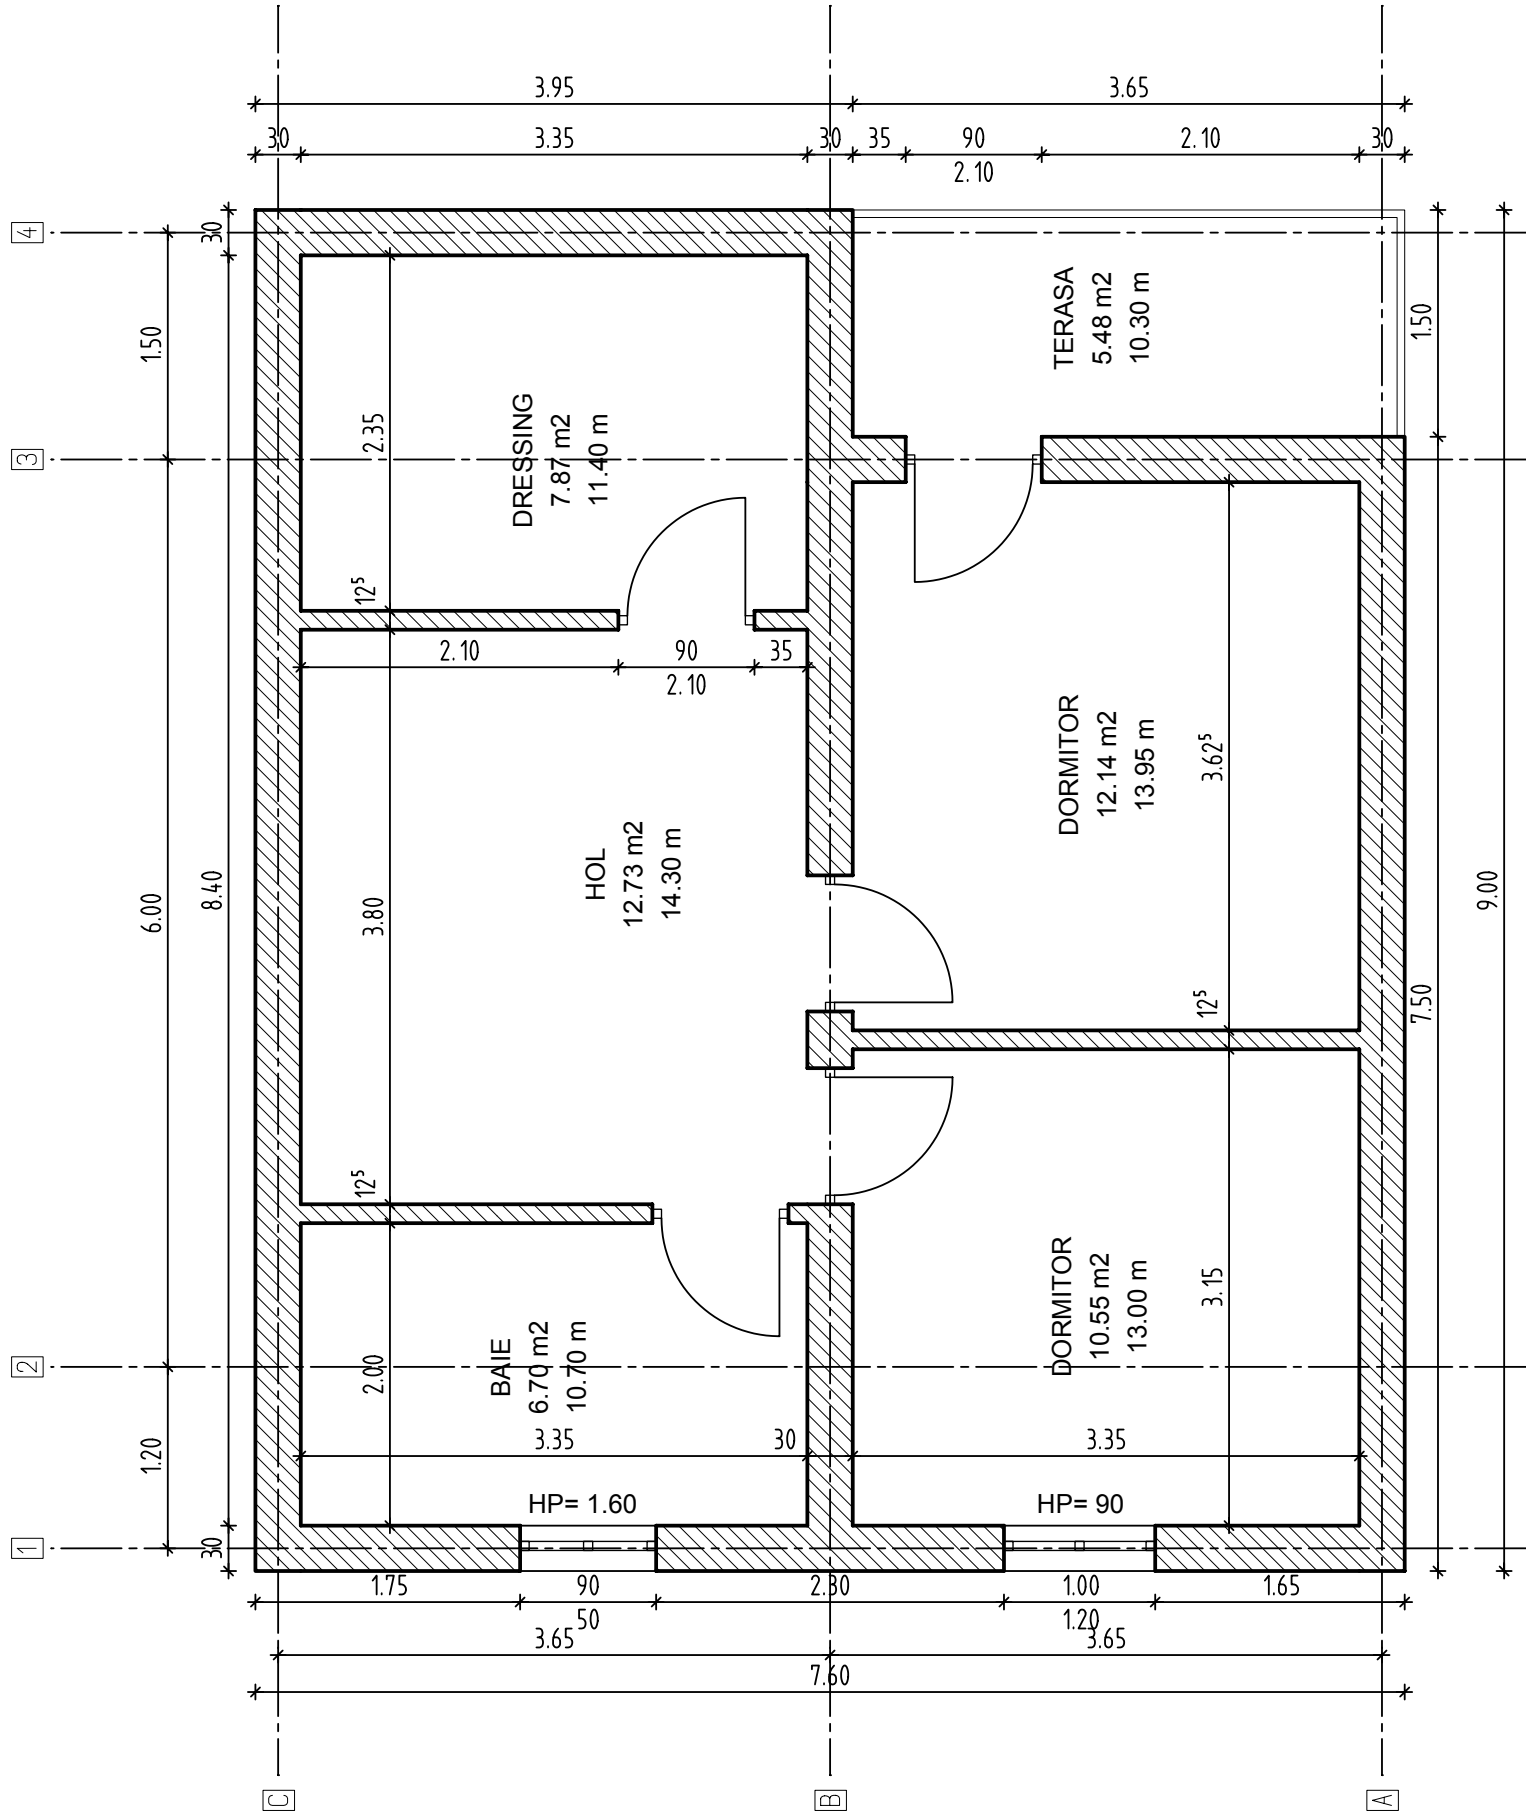 3.95
3.65
30
3.35
30
35
90
2.10
30
2.10
4
30
1.50
2.35
DRESSING
7.87 m2
11.40 m
TERASA
5.48 m2
10.30 m
1.50
3
12⁵
2.10
90
35
2.10
6.00
8.40
3.80
HOL
12.73 m2
14.30 m
DORMITOR
12.14 m2
13.95 m
3.62⁵
9.00
7.50
12⁵
12⁵
2
1.20
2.00
BAIE
6.70 m2
10.70 m
DORMITOR
10.55 m2
13.00 m
3.15
3.35
30
3.35
HP= 1.60
HP= 90
1
30
1.75
90
2.30
1.00
1.65
50
1.20
3.65
3.65
7.60
C
B
A